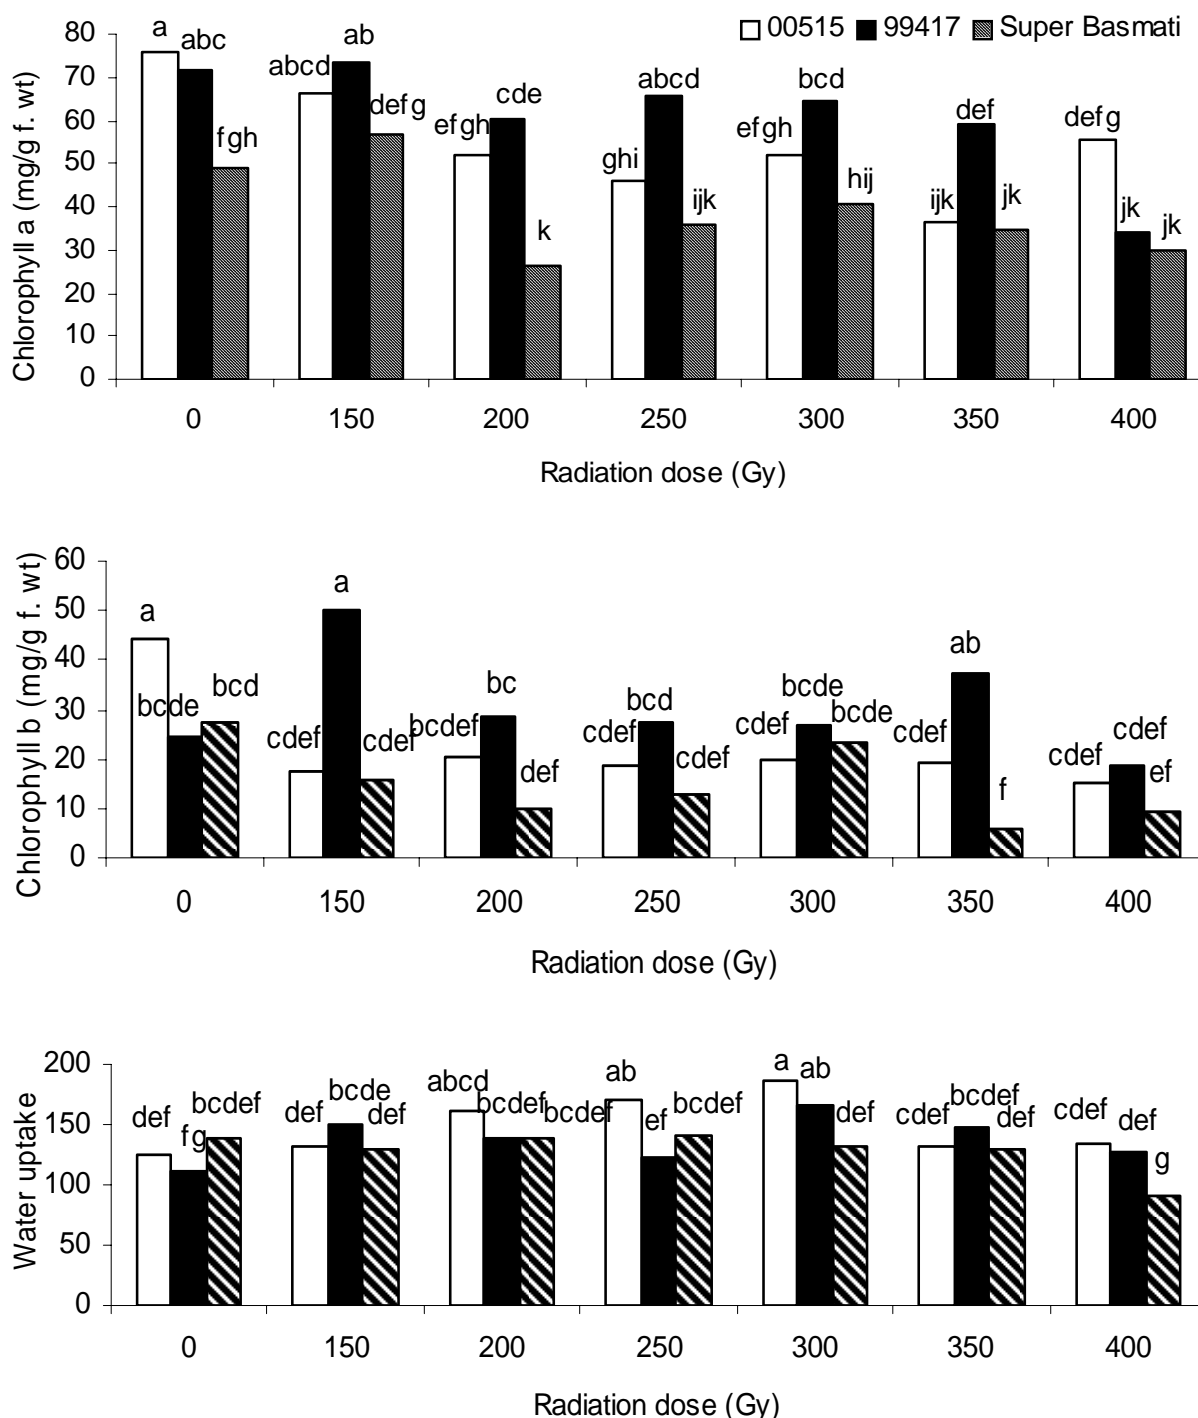 Chlorophyll a (mg/g f. wt)
80
70
60
50
40
30
20
10
0
00515 99417 Super Basmati
a abc fgh
abcd ab defg
efgh cde k
ghi abcd ijk
efgh bcd hij
ijk def jk
defg jk jk
0 150 200 250 300 350 400
Radiation dose (Gy)
Chlorophyll b (mg/g f. wt)
60
50
40
30
20
10
0
a bcde bcd
cdef a cdef
bcdef bc def
cdef bcd cdef
cdef bcde bcde
cdef ab f
cdef cdef ef
0 150 200 250 300 350 400
Radiation dose (Gy)
Water uptake
200
150
100
50
0
def fg bcdef
def bcde def
abcd bcdef bcdef
ab ef bcdef
a ab def
cdef bcdef def
cdef def g
0 150 200 250 300 350 400
Radiation dose (Gy)